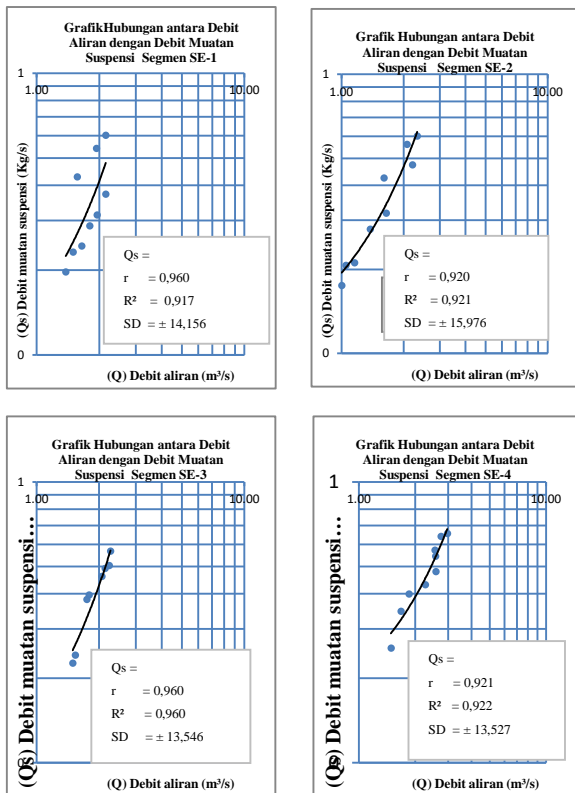 GrafikHubungan antara Debit
Aliran dengan Debit Muatan
Suspensi Segmen SE-1
1
1.00
10.00
(Qs) Debit muatan suspensi (Kg/s)
Qs =
r = 0,960
R² = 0,917
SD = ± 14,156
0
(Q) Debit aliran (m³/s)
Grafik Hubungan antara Debit
Aliran dengan Debit Muatan
Suspensi Segmen SE-2
1
1.00
10.00
(Qs) Debit muatan suspensi (Kg/s)
Qs =
r = 0,920
R² = 0,921
SD = ± 15,976
0
(Q) Debit aliran (m³/s)
Grafik Hubungan antara Debit
Aliran dengan Debit Muatan
Suspensi Segmen SE-3
1
1.00
10.00
(Qs) Debit muatan suspensi…
Qs =
r = 0,960
R² = 0,960
SD = ± 13,546
0
(Q) Debit aliran (m³/s)
Grafik Hubungan antara Debit
Aliran dengan Debit Muatan
Suspensi Segmen SE-4
1
1.00
10.00
(Qs) Debit muatan suspensi…
Qs =
r = 0,921
R² = 0,922
SD = ± 13,527
(Q) Debit aliran (m³/s)